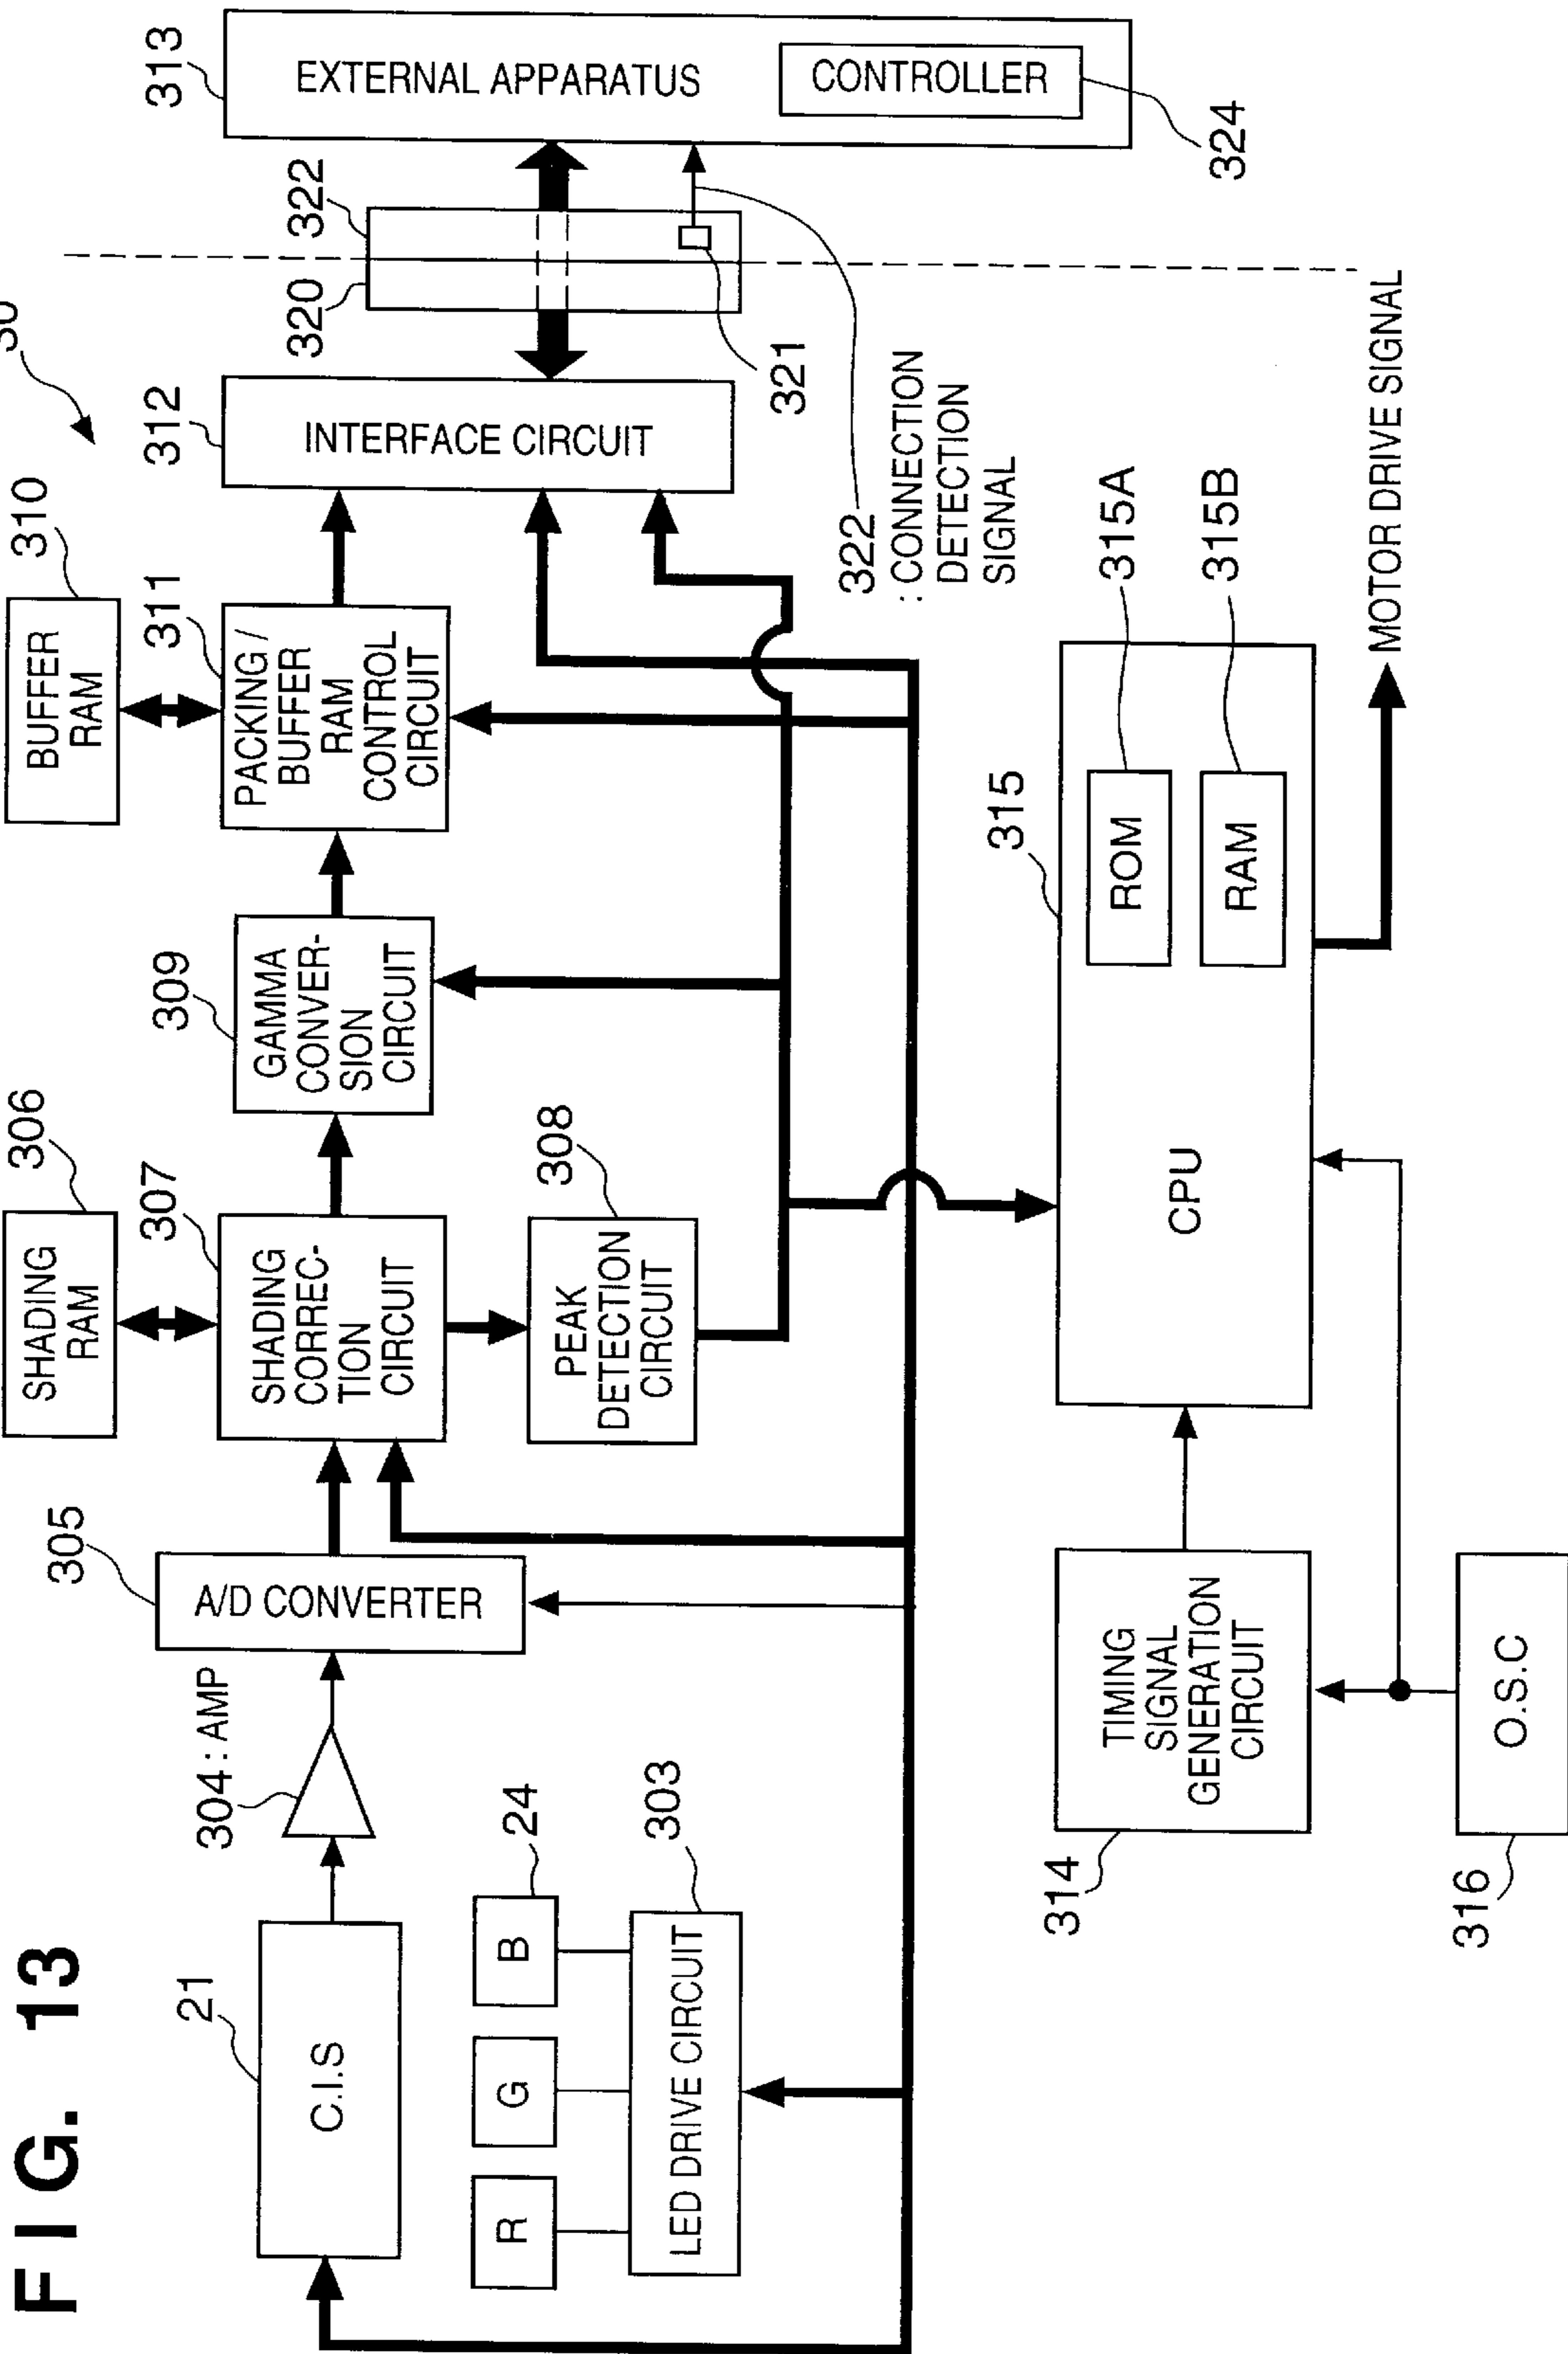 FIG. 13
30
21
C.I.S
304 : AMP
305
A/D CONVERTER
306
SHADING
RAM
307
SHADING
CORREC-
TION
CIRCUIT
308
PEAK
DETECTION
CIRCUIT
309
GAMMA
CONVER-
SION
CIRCUIT
310
BUFFER
RAM
311
PACKING /
BUFFER
RAM
CONTROL
CIRCUIT
312
INTERFACE CIRCUIT
320
322
313
EXTERNAL APPARATUS
CONTROLLER
324
321
322
: CONNECTION
DETECTION
SIGNAL
R
G
B
24
303
LED DRIVE CIRCUIT
314
TIMING
SIGNAL
GENERATION
CIRCUIT
315
CPU
ROM
315A
RAM
315B
MOTOR DRIVE SIGNAL
316
O.S.C